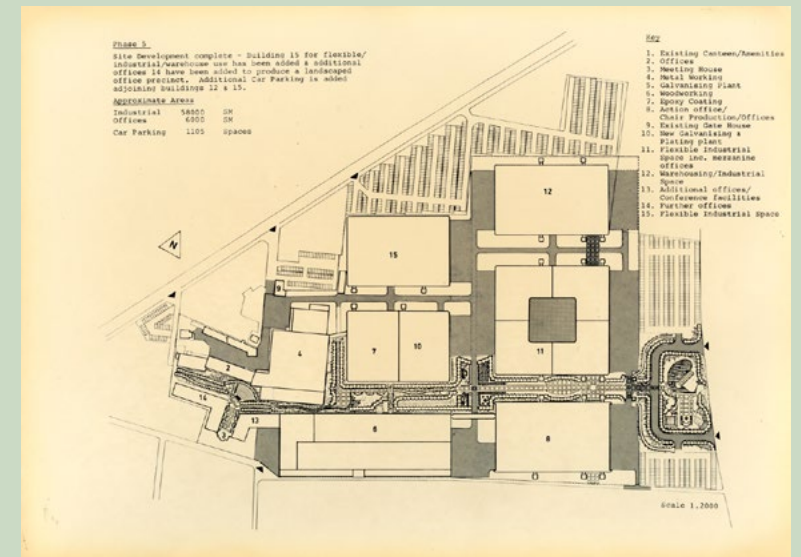 Phase 5
Site Development complete - Building 15 for flexible/
industrial/warehouse use has been added & additional
offices 14 have been added to produce a landscaped
office precinct. Additional Car Parking is added
adjoining buildings 12 & 15.
Approximate Areas
Industrial 58800 SM
Offices 6000 SM
Car Parking 1105 Spaces
Key
1. Existing Canteen/Amenities
2. Offices
3. Meeting House
4. Metal Working
5. Galvanising Plant
6. Woodworking
7. Epoxy Coating
8. Action office/
Chair Production/Offices
9. Existing Gate House
10. New Galvanising &
Plating plant
11. Flexible Industrial
Space inc. mezzanine
offices
12. Warehousing/Industrial
Space
13. Additional offices/
Conference facilities
14. Further offices
15. Flexible Industrial Space
N
12
15
9
4
7
10
11
2
14
13
3
6
8
Scale 1.2000